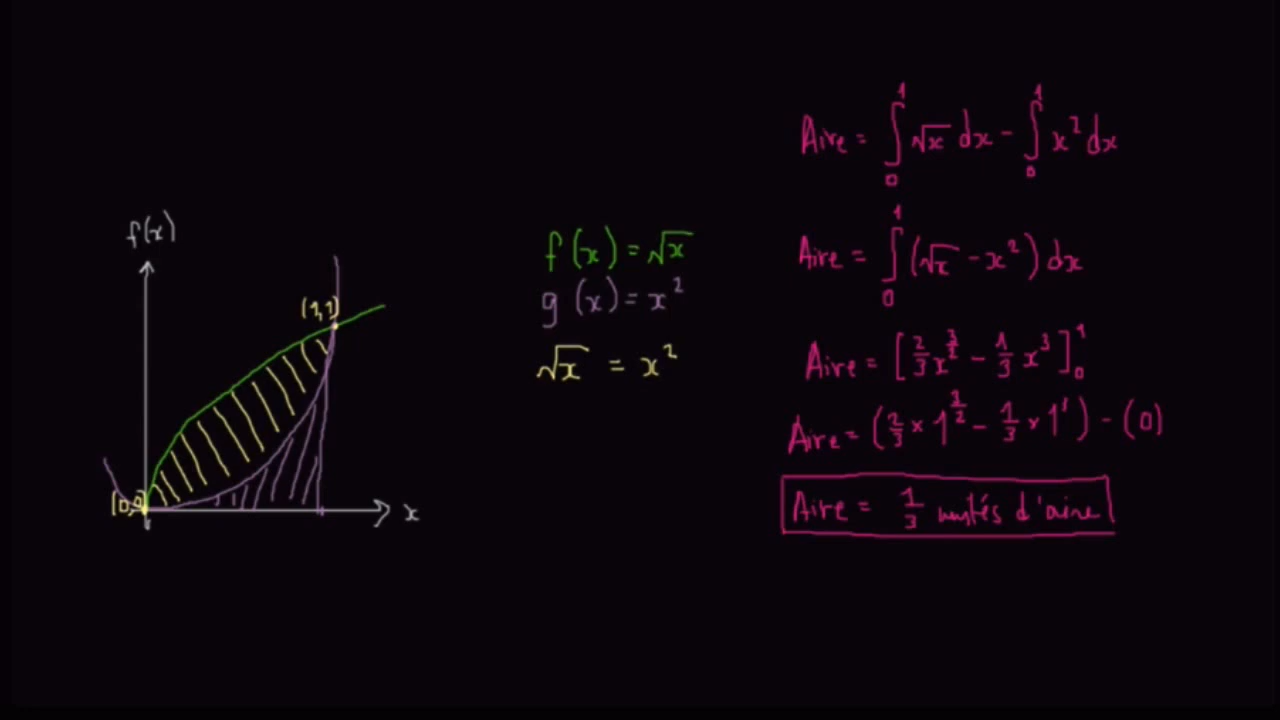 f(x)
(1,1)
(0,0)
x
f(x) = √x
g(x) = x²
√x = x²
Aire = ∫₀¹ √x dx - ∫₀¹ x² dx
Aire = ∫₀¹ (√x - x²) dx
Aire = [2/3 x^(3/2) - 1/3 x³]₀¹
Aire = (2/3 × 1^(3/2) - 1/3 × 1³) - (0)
Aire = 1/3 unités d'aire